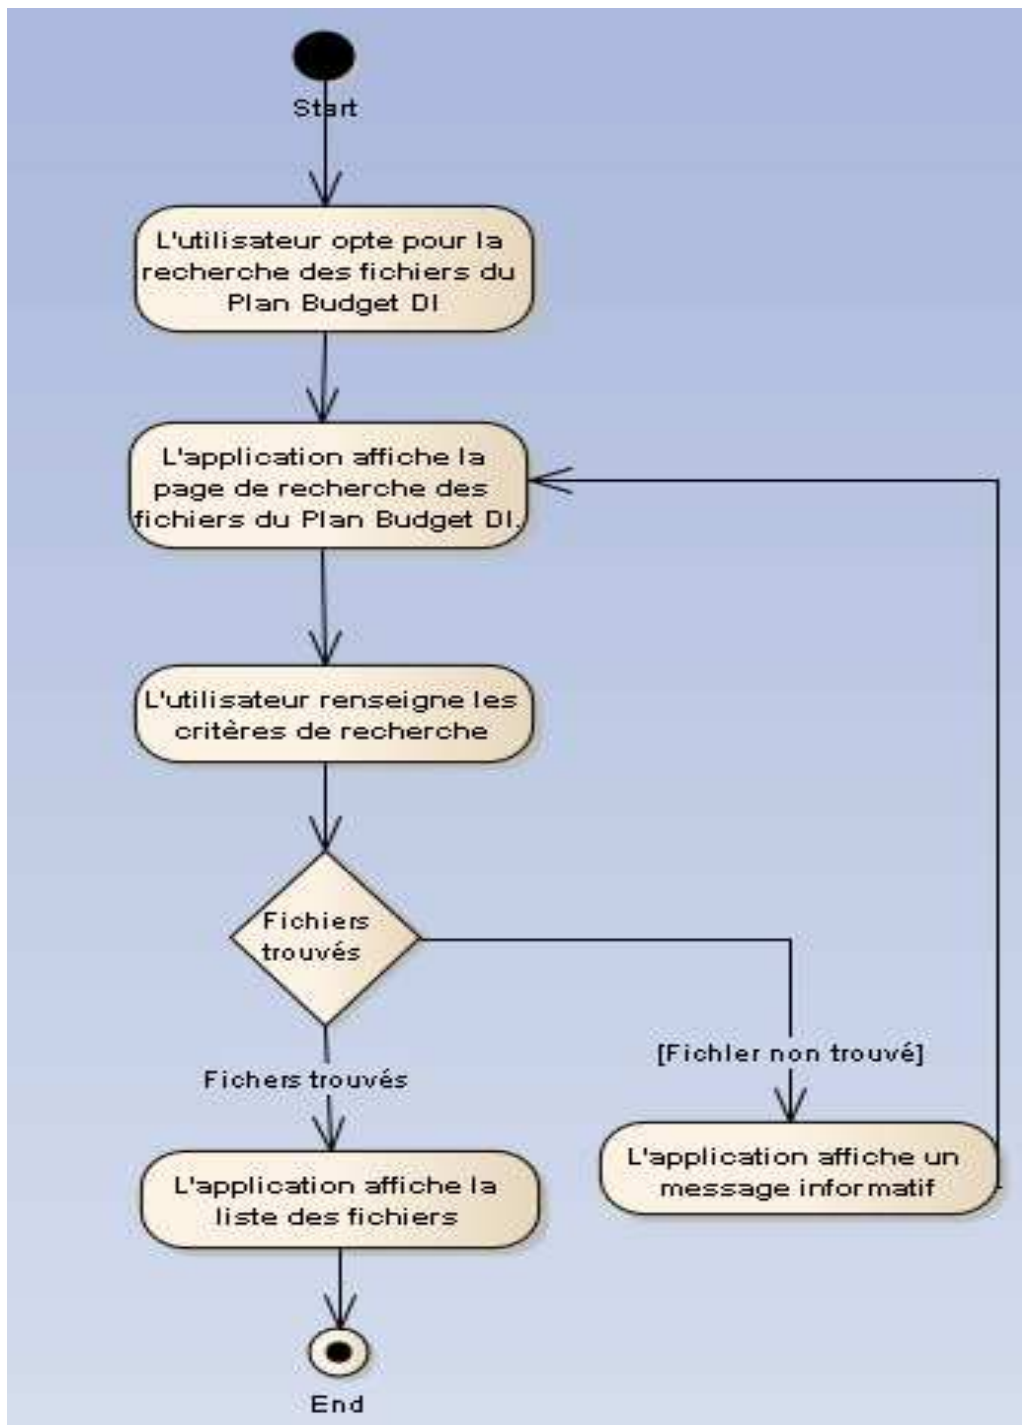 Start
L'utilisateur opte pour la
recherche des fichiers du
Plan Budget DI
L'application affiche la
page de recherche des
fichiers du Plan Budget DI.
L'utilisateur renseigne les
critères de recherche
Fichiers
trouvés
[Fichier non trouvé]
Fichers trouvés
L'application affiche un
message informatif
L'application affiche la
liste des fichiers
End